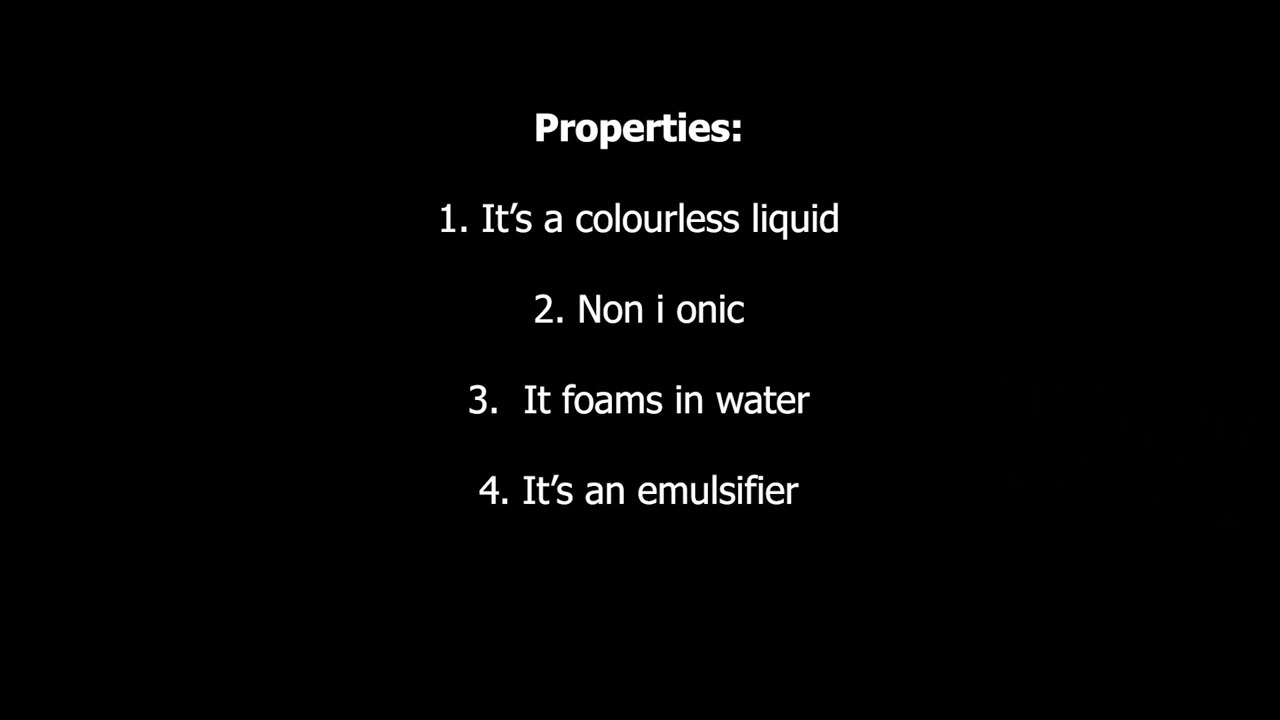 Properties:
1. It’s a colourless liquid
2. Non i onic
3.  It foams in water
4. It’s an emulsifier